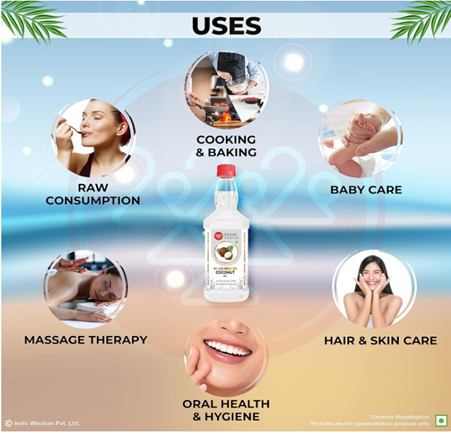 USES
COOKING
& BAKING
RAW
CONSUMPTION
BABY CARE
COCONUT
MASSAGE THERAPY
HAIR & SKIN CARE
ORAL HEALTH
& HYGIENE
© Indic Wisdom Pvt. Ltd.
*Creative Visualisation
*Pictures are for representation purpose only